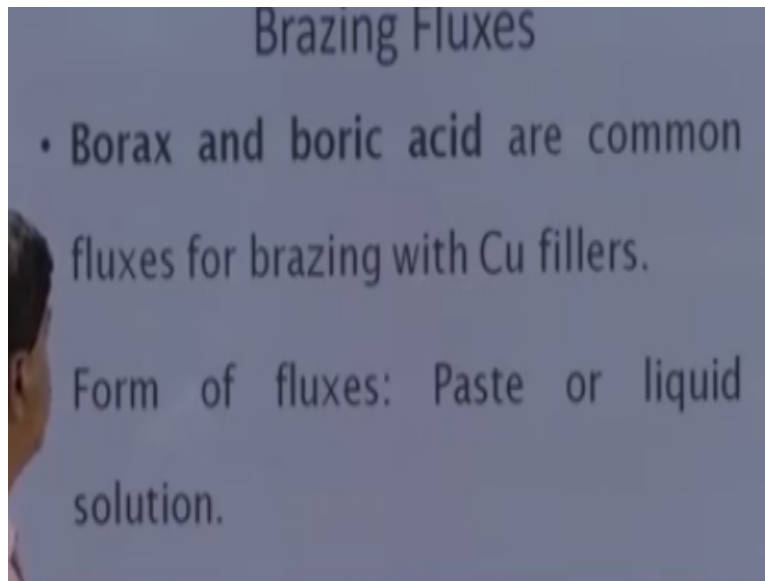 Brazing Fluxes
• Borax and boric acid are common
fluxes for brazing with Cu fillers.
Form of fluxes: Paste or liquid
solution.